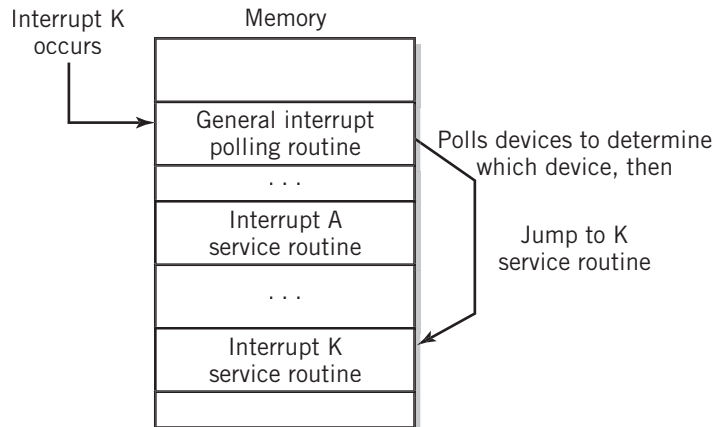 Interrupt K
occurs
Memory
General interrupt
polling routine
Polls devices to determine
which device, then
. . .
Interrupt A
service routine
Jump to K
service routine
. . .
Interrupt K
service routine